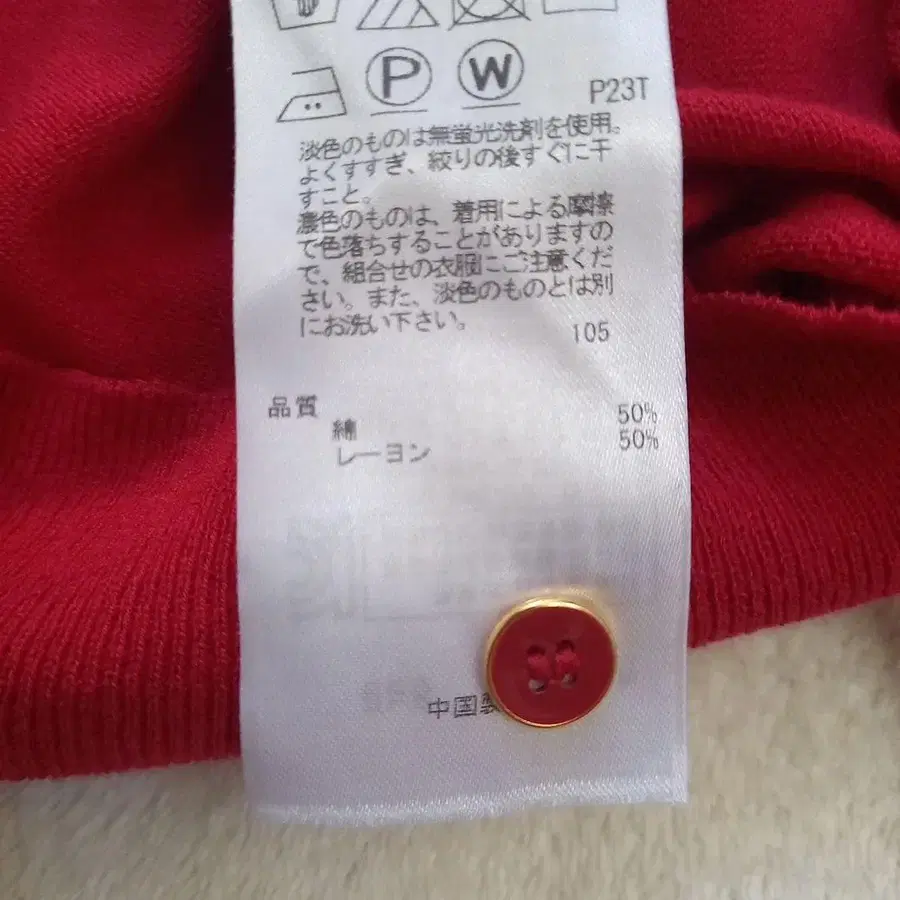 P W P23T
淡色のものは無蛍光洗剤を使用。
よくすすぎ、絞りの後すぐに干
すこと。
濃色のものは、着用による摩擦
で色落ちすることがありますの
で、組合せの衣服にご注意くだ
さい。また、淡色のものとは別
にお洗い下さい。 105
品質
綿 50%
レーヨン 50%
中国製